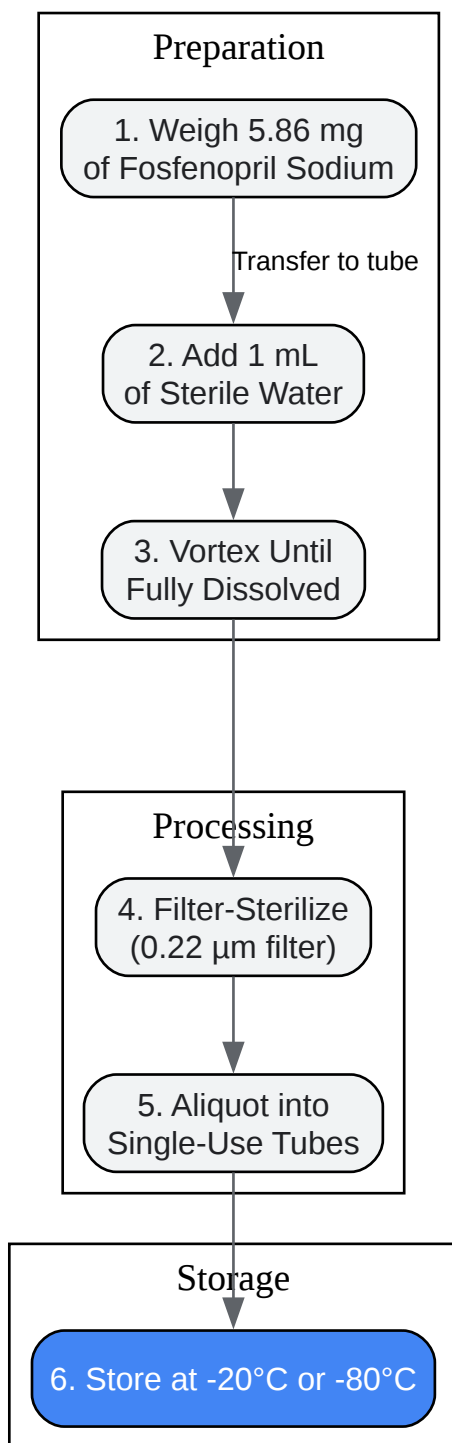 Preparation
1. Weigh 5.86 mg
of Fosfenopril Sodium
Transfer to tube
2. Add 1 mL
of Sterile Water
3. Vortex Until
Fully Dissolved
Processing
4. Filter-Sterilize
(0.22 µm filter)
5. Aliquot into
Single-Use Tubes
Storage
6. Store at -20°C or -80°C